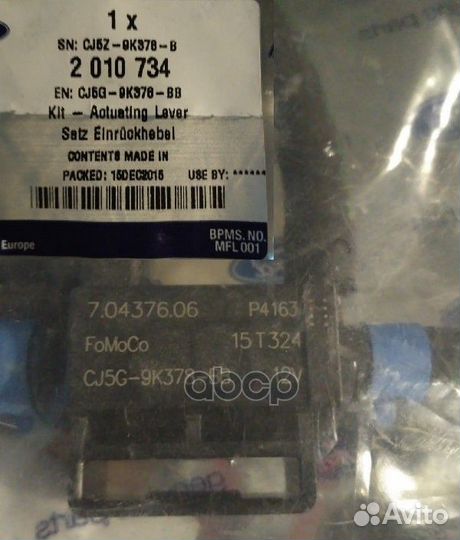 1 x
SN: CJ5Z-9K378-B
2 010 734
EN: CJ5G-9K378-BB
Kit - Actuating Lever
Satz Einrückhebel
CONTENTS MADE IN
PACKED: 15DEC2015 USE BY: ******
BPMS. NO.
Europe MFL 001
7.04376.06 P4163
FoMoCo 15T324
CJ5G-9K378-BB 12V
авсд
Avito